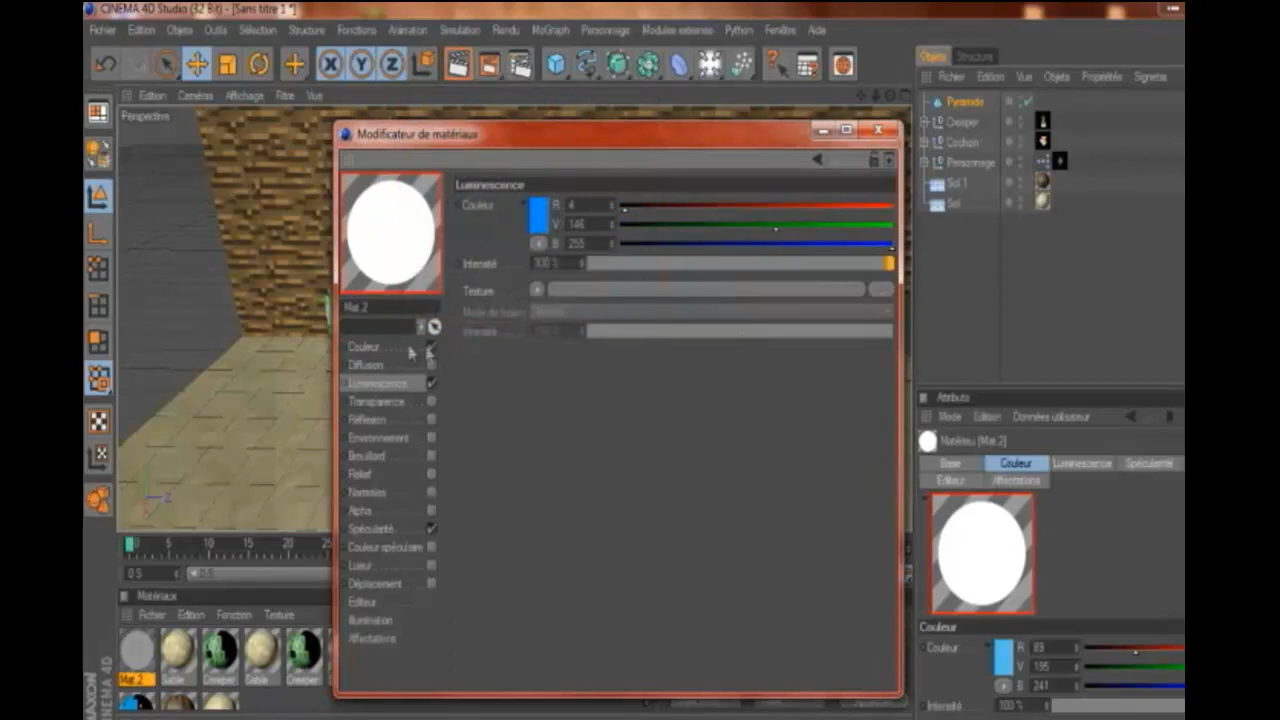 CINEMA 4D Studio (32 Bit) - [Sans titre 1 *]
Fichier Edition Objets Outils Sélection Structure Fonctions Animation Simulation Rendu MoGraph Personnage Modules externes Python Fenêtres Aide
Objets Structure
Fichier Edition Vue Objets Propriétés Signets
Edition Caméras Affichage Filtre Vue
Perspective
Pyramide
Creeper
Cochon
Personnage
Sol 1
Sol
Modificateur de matériaux
Luminescence
Couleur R 4
V 146
B 255
Intensité 100 %
Texture
Mode de fusion
Intensité
Mat.2
Couleur
Diffusion
Luminescence
Transparence
Réflexion
Environnement
Brouillard
Relief
Normales
Alpha
Spécularité
Couleur spéculaire
Lueur
Déplacement
Editeur
Illumination
Affectations
Z
0 5 10 15 20 25
0 S 0 S
Matériaux
Fichier Edition Fonction Texture
Mat.2 Sable Creeper Sable Creeper
MAXON
CINEMA 4D
Attributs
Mode Edition Données utilisateur
Matériau [Mat.2]
Base Couleur Luminescence Spécularité
Editeur Affectations
Couleur
Couleur R 89
V 195
B 241
Intensité 100 %